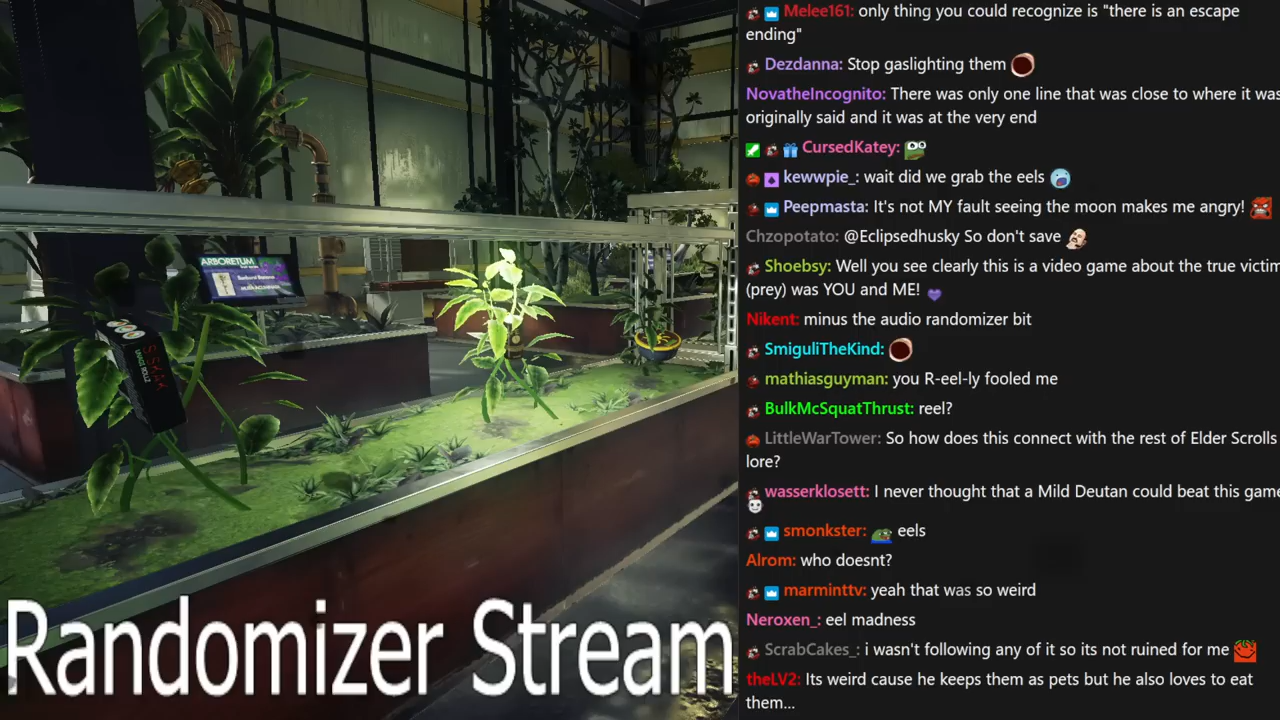 ARBORETUM
Randomizer Stream
Melee161: only thing you could recognize is "there is an escape
ending"
Dezdanna: Stop gaslighting them
NovatheIncognito: There was only one line that was close to where it was
originally said and it was at the very end
CursedKatey:
kewwpie_: wait did we grab the eels
Peepmasta: It's not MY fault seeing the moon makes me angry!
Chzopotato: @Eclipsedhusky So don't save
Shoebsy: Well you see clearly this is a video game about the true victim
(prey) was YOU and ME!
Nikent: minus the audio randomizer bit
SmiguliTheKind:
mathiasguyman: you R-eel-ly fooled me
BulkMcSquatThrust: reel?
LittleWarTower: So how does this connect with the rest of Elder Scrolls
lore?
wasserklosett: I never thought that a Mild Deutan could beat this game
smonkster: eels
Alrom: who doesnt?
marminttv: yeah that was so weird
Neroxen_: eel madness
ScrabCakes_: i wasn't following any of it so its not ruined for me
theLV2: Its weird cause he keeps them as pets but he also loves to eat
them...